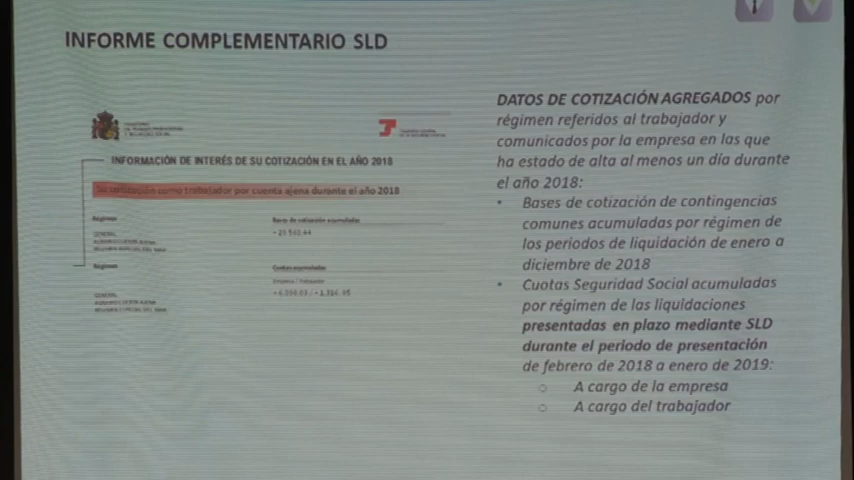 INFORME COMPLEMENTARIO SLD
INFORMACIÓN DE INTERÉS DE SU COTIZACIÓN EN EL AÑO 2018
Su cotización como trabajador por cuenta ajena durante el año 2018
Régimen
Bases de cotización acumuladas
GENERAL
Régimen
Cuotas acumuladas
Empresa / Trabajador
GENERAL
DATOS DE COTIZACIÓN AGREGADOS por
régimen referidos al trabajador y
comunicados por la empresa en las que
ha estado de alta al menos un día durante
el año 2018:
• Bases de cotización de contingencias
comunes acumuladas por régimen de
los periodos de liquidación de enero a
diciembre de 2018
• Cuotas Seguridad Social acumuladas
por régimen de las liquidaciones
presentadas en plazo mediante SLD
durante el periodo de presentación
de febrero de 2018 a enero de 2019:
○ A cargo de la empresa
○ A cargo del trabajador